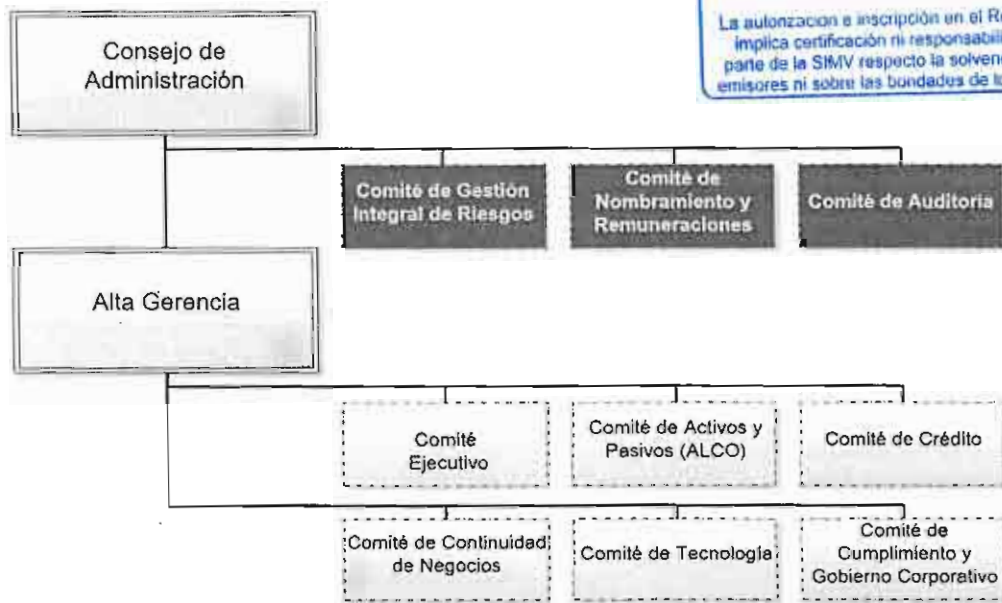 La autorizacion e inscripción en el
implica certificación ni
parte de la SIMV respecto la
emisores ni sobre las bondades de
Consejo de
Administración
Comité de Gestión
Integral de Riesgos
Comité de
Nombramiento y
Remuneraciones
Comité de Auditoria
Alta Gerencia
Comité
Ejecutivo
Comité de Activos y
Pasivos (ALCO)
Comité de Crédito
Comité de Continuidad
de Negocios
Comité de Tecnología
Comité de
Cumplimiento y
Gobierno Corporativo